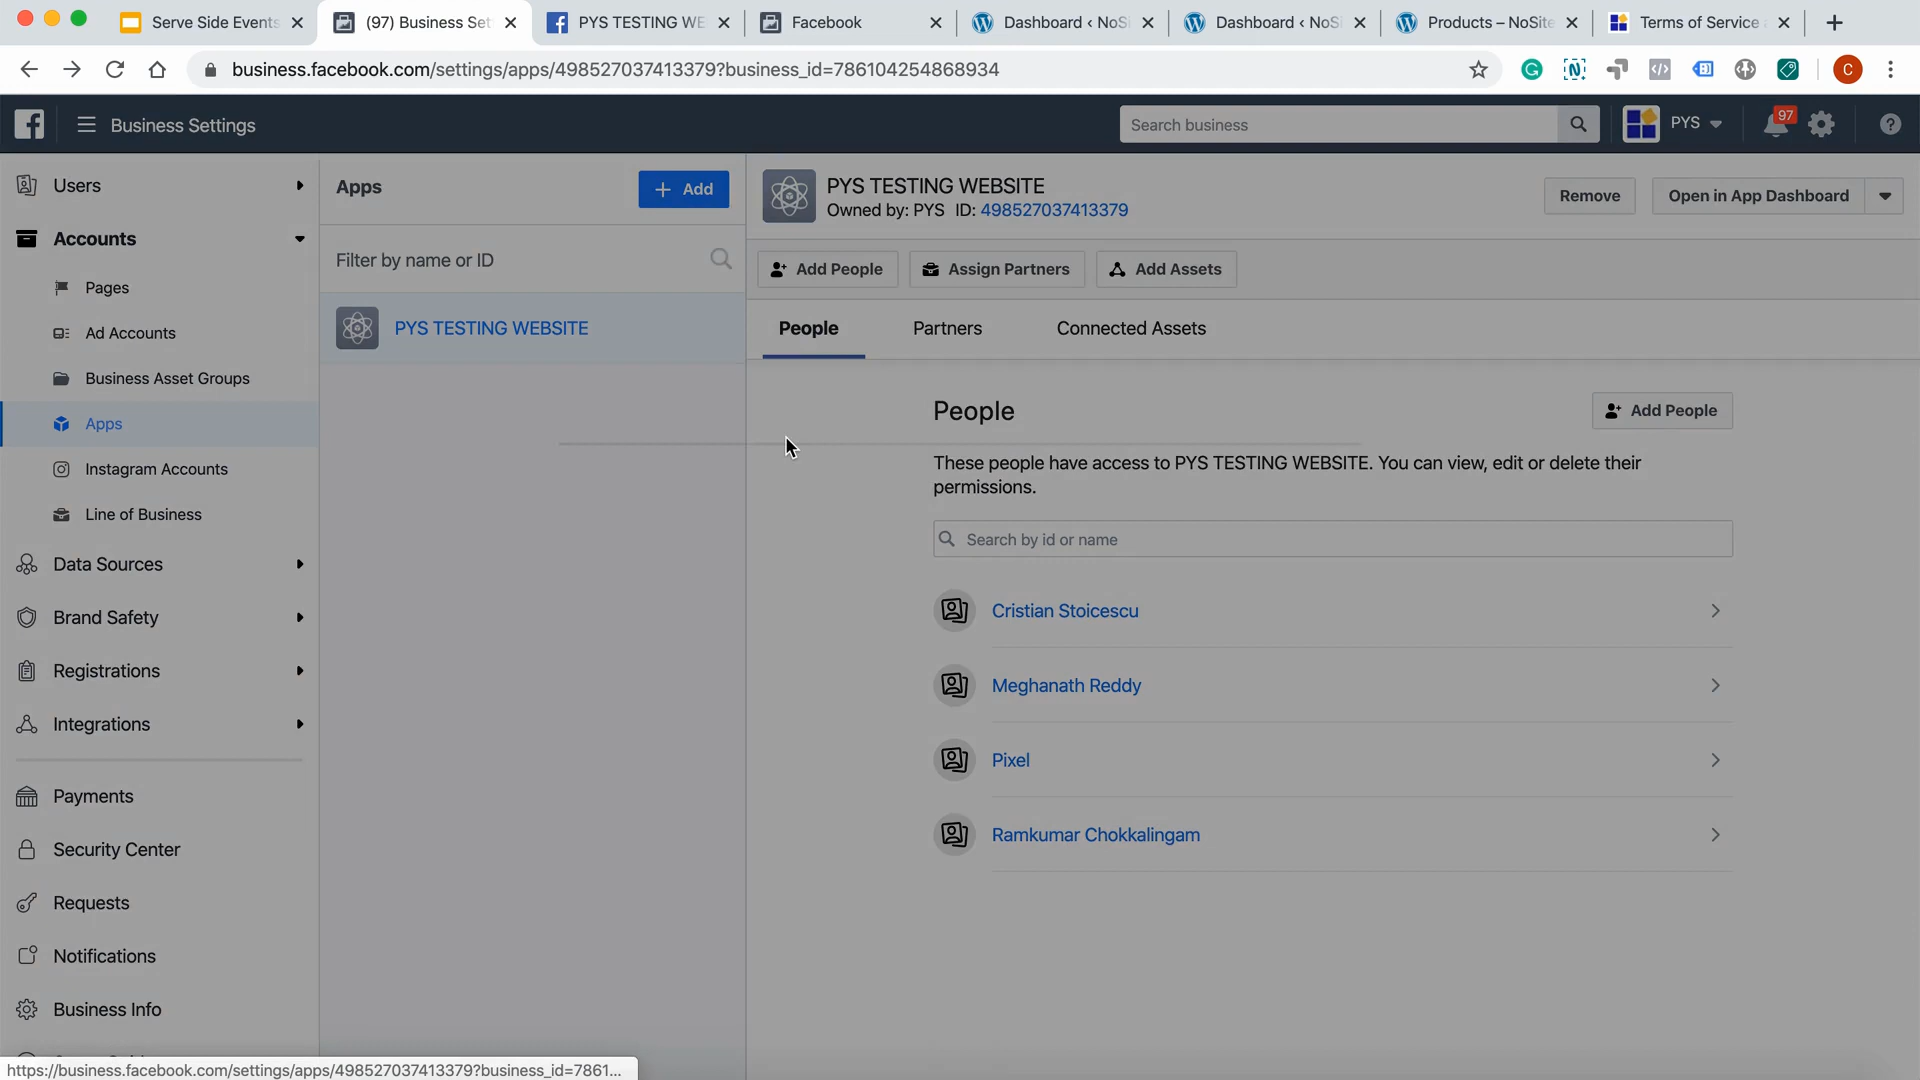 Serve Side Events
(97) Business Set
PYS TESTING WE
Facebook
Dashboard ‹ NoSi
Dashboard ‹ NoSi
Products – NoSite
Terms of Service
business.facebook.com/settings/apps/498527037413379?business_id=786104254868934
C
Business Settings
Search business
PYS
97
Users
Accounts
Pages
Ad Accounts
Business Asset Groups
Apps
Instagram Accounts
Line of Business
Data Sources
Brand Safety
Registrations
Integrations
Payments
Security Center
Requests
Notifications
Business Info
https://business.facebook.com/settings/apps/498527037413379?business_id=7861...
Apps
+ Add
Filter by name or ID
PYS TESTING WEBSITE
PYS TESTING WEBSITE
Owned by: PYS ID: 498527037413379
Remove
Open in App Dashboard
Add People
Assign Partners
Add Assets
People
Partners
Connected Assets
People
Add People
These people have access to PYS TESTING WEBSITE. You can view, edit or delete their
permissions.
Search by id or name
Cristian Stoicescu
Meghanath Reddy
Pixel
Ramkumar Chokkalingam